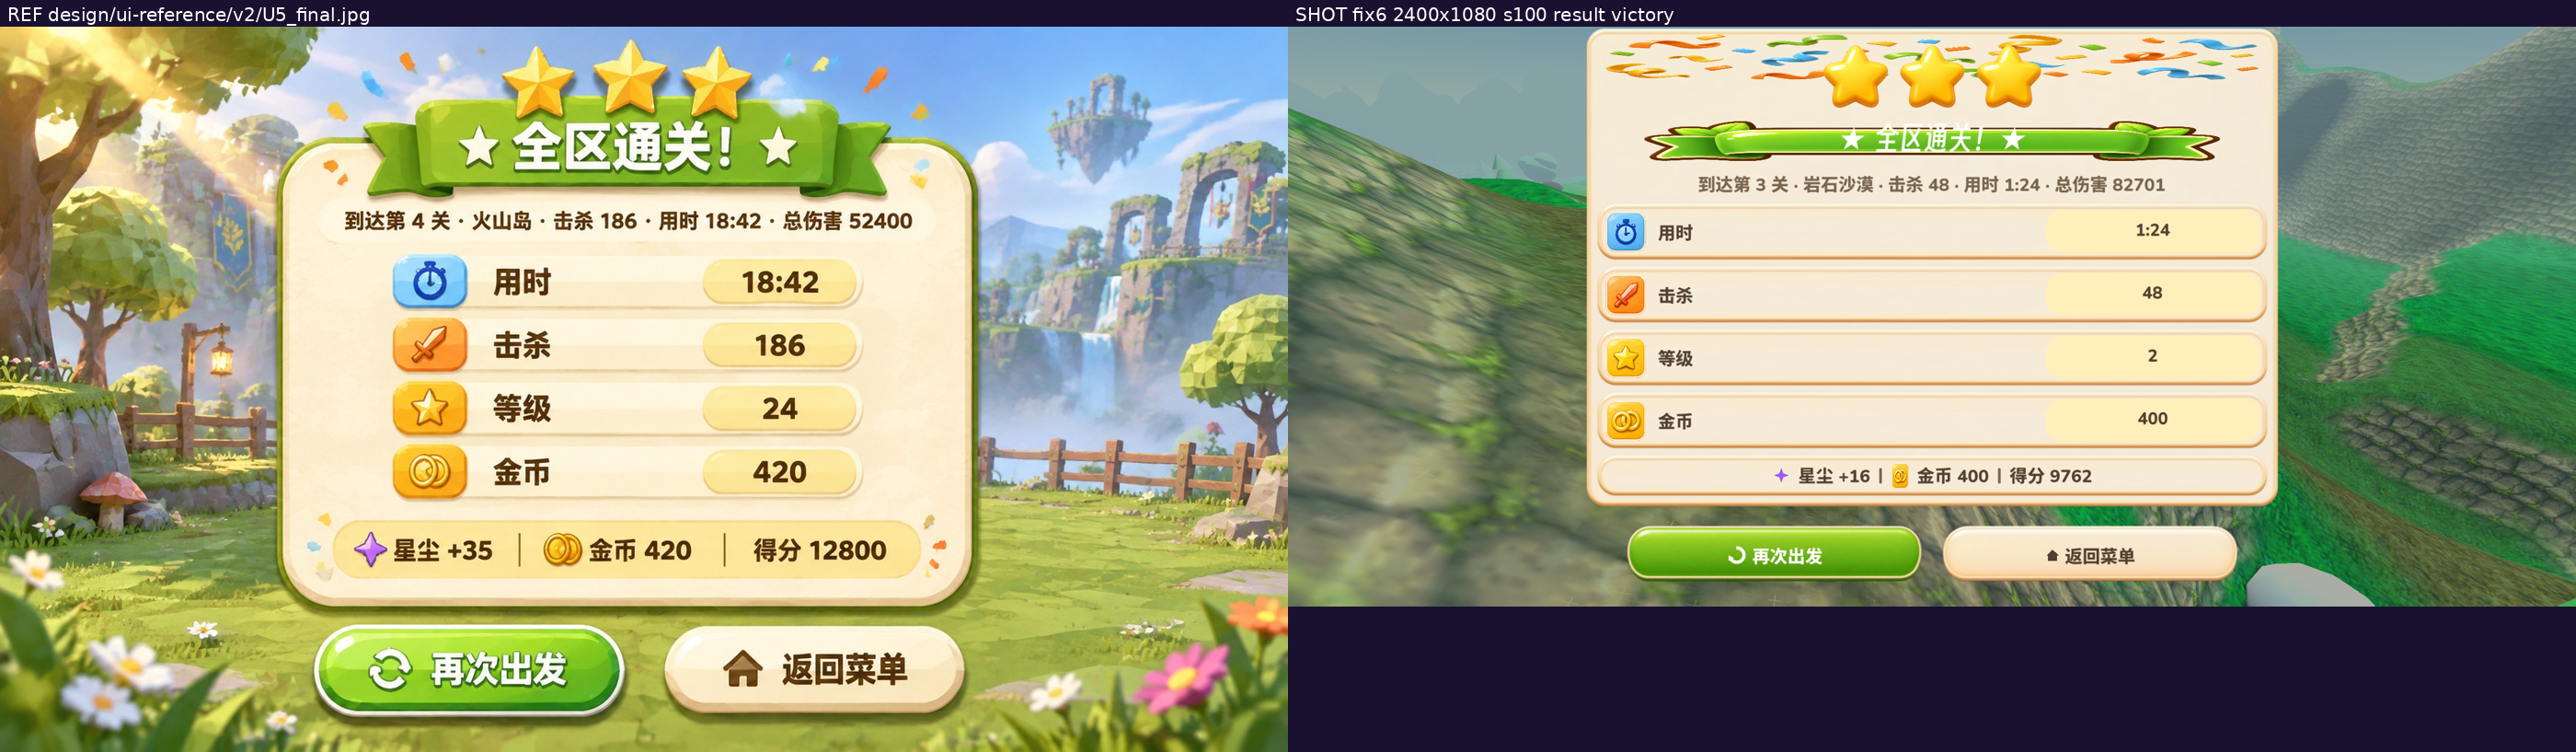 REF design/ui-reference/v2/U5_final.jpg
★ 全区通关! ★
到达第 4 关 · 火山岛 · 击杀 186 · 用时 18:42 · 总伤害 52400
用时 18:42
击杀 186
等级 24
金币 420
星尘 +35 | 金币 420 | 得分 12800
再次出发 返回菜单
SHOT fix6 2400x1080 s100 result victory
★ 全区通关! ★
到达第 3 关 · 岩石沙漠 · 击杀 48 · 用时 1:24 · 总伤害 82701
用时 1:24
击杀 48
等级 2
金币 400
星尘 +16 | 金币 400 | 得分 9762
再次出发 返回菜单